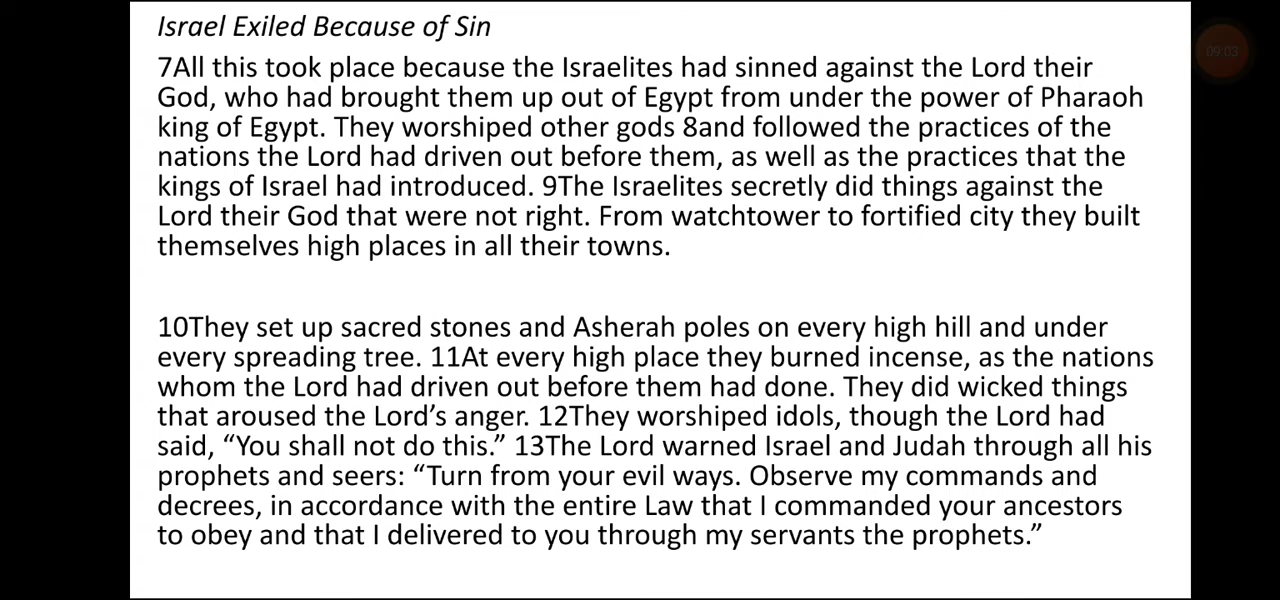 Israel Exiled Because of Sin
7All this took place because the Israelites had sinned against the Lord their
God, who had brought them up out of Egypt from under the power of Pharaoh
king of Egypt. They worshiped other gods 8and followed the practices of the
nations the Lord had driven out before them, as well as the practices that the
kings of Israel had introduced. 9The Israelites secretly did things against the
Lord their God that were not right. From watchtower to fortified city they built
themselves high places in all their towns.
10They set up sacred stones and Asherah poles on every high hill and under
every spreading tree. 11At every high place they burned incense, as the nations
whom the Lord had driven out before them had done. They did wicked things
that aroused the Lord’s anger. 12They worshiped idols, though the Lord had
said, “You shall not do this.” 13The Lord warned Israel and Judah through all his
prophets and seers: “Turn from your evil ways. Observe my commands and
decrees, in accordance with the entire Law that I commanded your ancestors
to obey and that I delivered to you through my servants the prophets.”
09:03